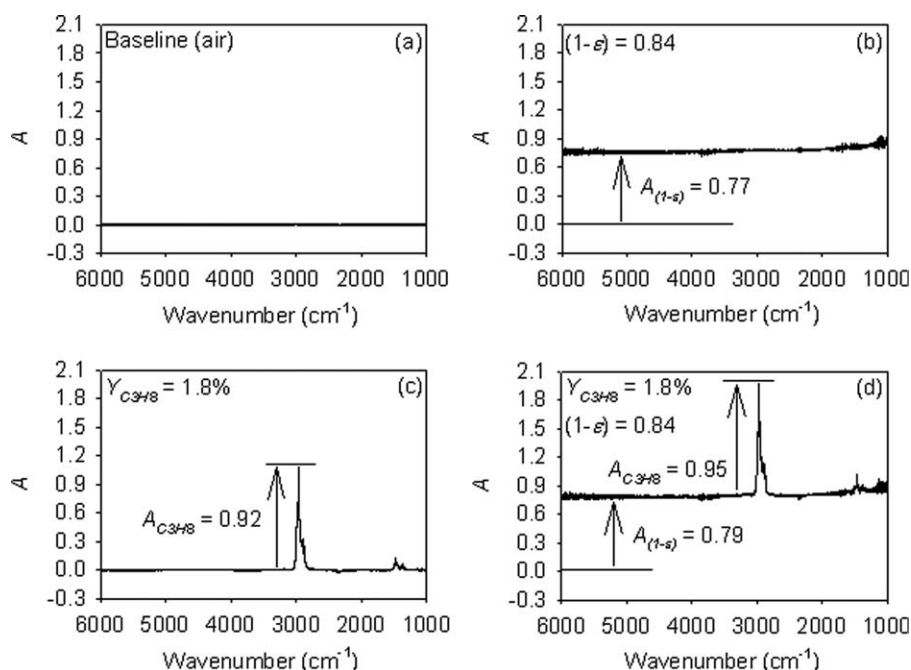 Baseline (air) (a)
2.1
1.8
1.5
1.2
0.9
0.6
0.3
0.0
-0.3
A
6000 5000 4000 3000 2000 1000
Wavenumber (cm⁻¹)
(1-ε) = 0.84 (b)
2.1
1.8
1.5
1.2
0.9
0.6
0.3
0.0
-0.3
A
A(1-s) = 0.77
6000 5000 4000 3000 2000 1000
Wavenumber (cm⁻¹)
Y_C3H8 = 1.8% (c)
2.1
1.8
1.5
1.2
0.9
0.6
0.3
0.0
-0.3
A
A_C3H8 = 0.92
6000 5000 4000 3000 2000 1000
Wavenumber (cm⁻¹)
Y_C3H8 = 1.8% (d)
(1-ε) = 0.84
2.1
1.8
1.5
1.2
0.9
0.6
0.3
0.0
-0.3
A
A_C3H8 = 0.95
A(1-s) = 0.79
6000 5000 4000 3000 2000 1000
Wavenumber (cm⁻¹)